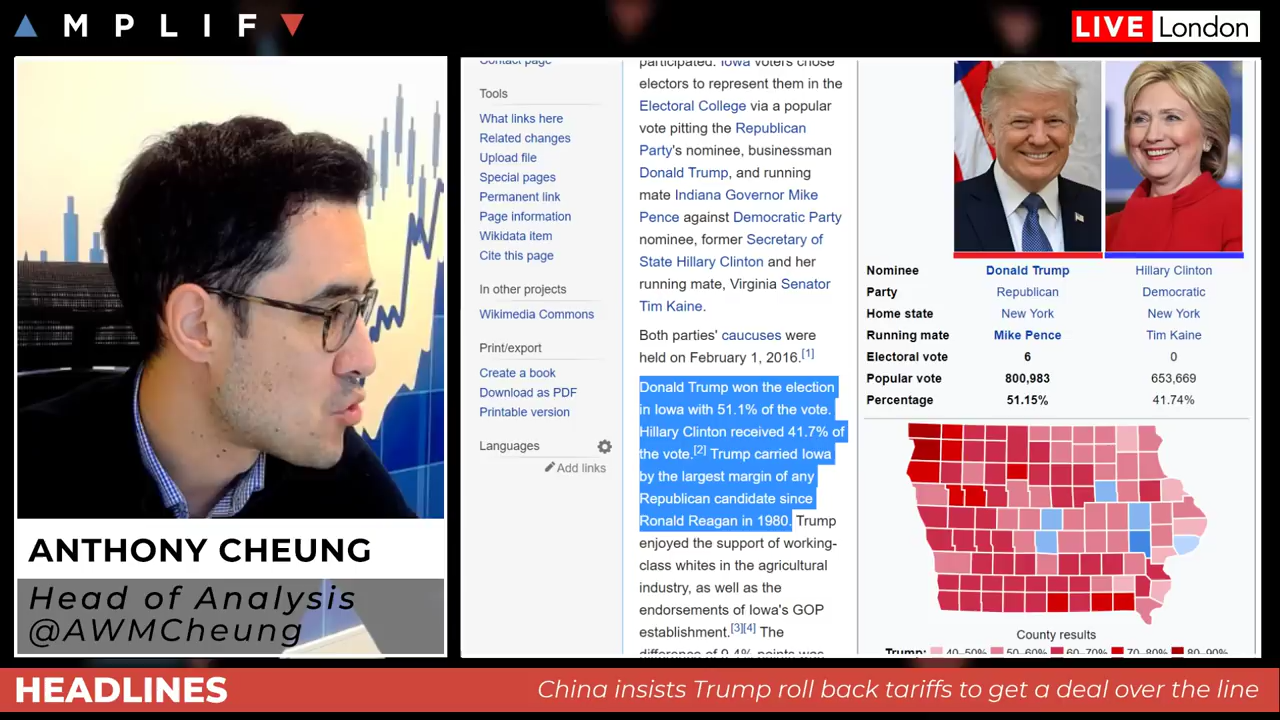 AMPLIFY
LIVE London
Contact page
Tools
What links here
Related changes
Upload file
Special pages
Permanent link
Page information
Wikidata item
Cite this page
In other projects
Wikimedia Commons
Print/export
Create a book
Download as PDF
Printable version
Languages
Add links
participated. Iowa voters chose
electors to represent them in the
Electoral College via a popular
vote pitting the Republican
Party's nominee, businessman
Donald Trump, and running
mate Indiana Governor Mike
Pence against Democratic Party
nominee, former Secretary of
State Hillary Clinton and her
running mate, Virginia Senator
Tim Kaine.
Both parties' caucuses were
held on February 1, 2016.[1]
Donald Trump won the election
in Iowa with 51.1% of the vote.
Hillary Clinton received 41.7% of
the vote.[2] Trump carried Iowa
by the largest margin of any
Republican candidate since
Ronald Reagan in 1980. Trump
enjoyed the support of working-
class whites in the agricultural
industry, as well as the
endorsements of Iowa's GOP
establishment.[3][4] The
difference of 9.4% points was
Nominee Donald Trump Hillary Clinton
Party Republican Democratic
Home state New York New York
Running mate Mike Pence Tim Kaine
Electoral vote 6 0
Popular vote 800,983 653,669
Percentage 51.15% 41.74%
County results
Trump: 40–50% 50–60% 60–70% 70–80% 80–90%
ANTHONY CHEUNG
Head of Analysis
@AWMCheung
HEADLINES China insists Trump roll back tariffs to get a deal over the line